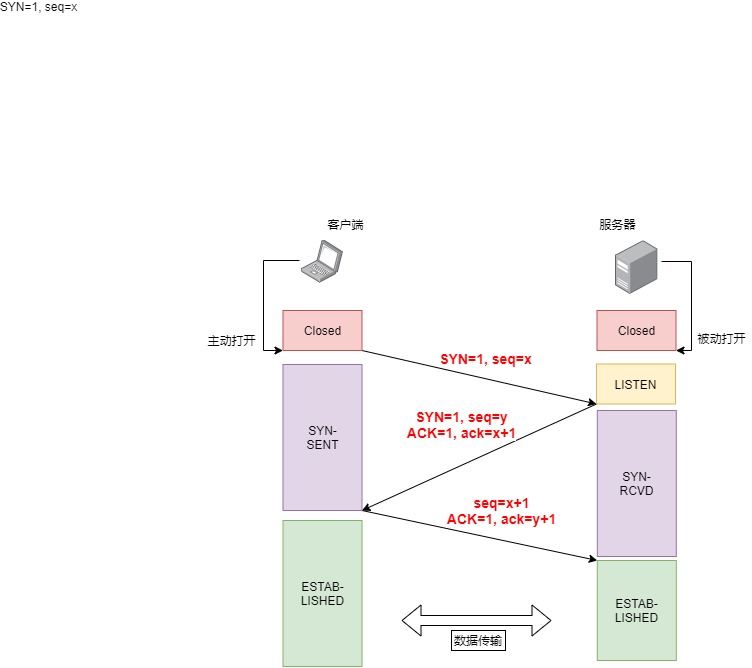 SYN=1, seq=x
客户端
服务器
主动打开
Closed
Closed
被动打开
SYN=1, seq=x
LISTEN
SYN=1, seq=y
ACK=1, ack=x+1
SYN-
SENT
SYN-
RCVD
seq=x+1
ACK=1, ack=y+1
ESTAB-
LISHED
ESTAB-
LISHED
数据传输